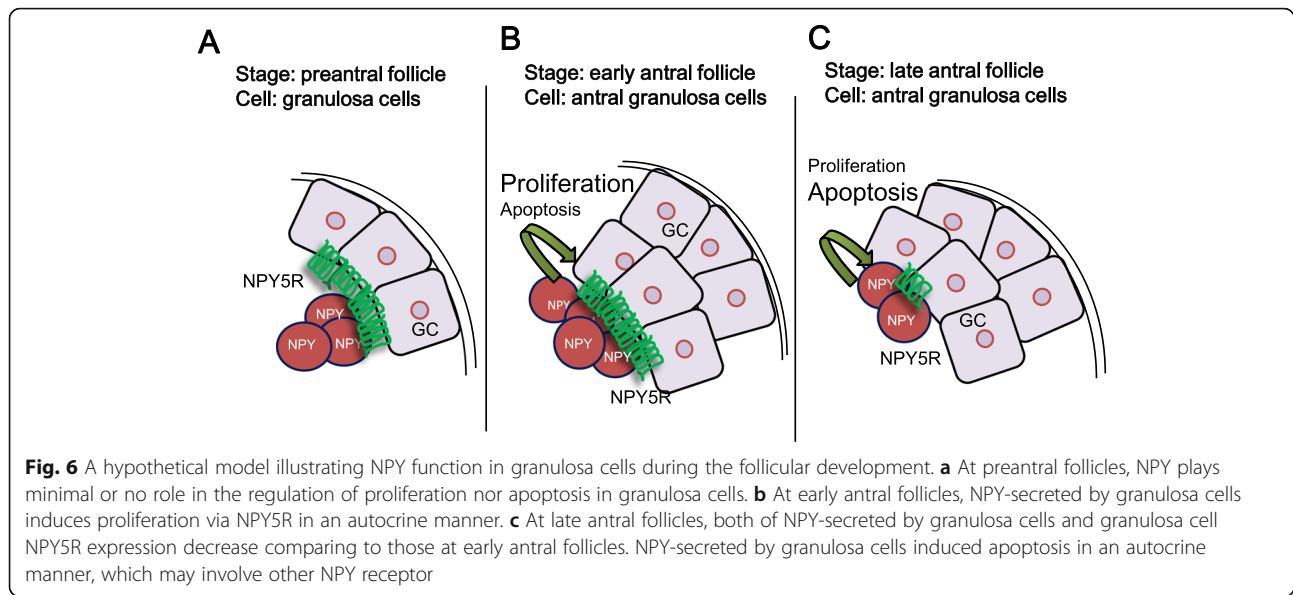 A
Stage: preantral follicle
Cell: granulosa cells
NPY5R
NPY
NPY
NPY
GC
B
Stage: early antral follicle
Cell: antral granulosa cells
Proliferation
Apoptosis
GC
NPY
NPY
NPY
NPY5R
C
Stage: late antral follicle
Cell: antral granulosa cells
Proliferation
Apoptosis
NPY
NPY
GC
NPY5R
Fig. 6 A hypothetical model illustrating NPY function in granulosa cells during the follicular development. a At preantral follicles, NPY plays
minimal or no role in the regulation of proliferation nor apoptosis in granulosa cells. b At early antral follicles, NPY-secreted by granulosa cells
induces proliferation via NPY5R in an autocrine manner. c At late antral follicles, both of NPY-secreted by granulosa cells and granulosa cell
NPY5R expression decrease comparing to those at early antral follicles. NPY-secreted by granulosa cells induced apoptosis in an autocrine
manner, which may involve other NPY receptor